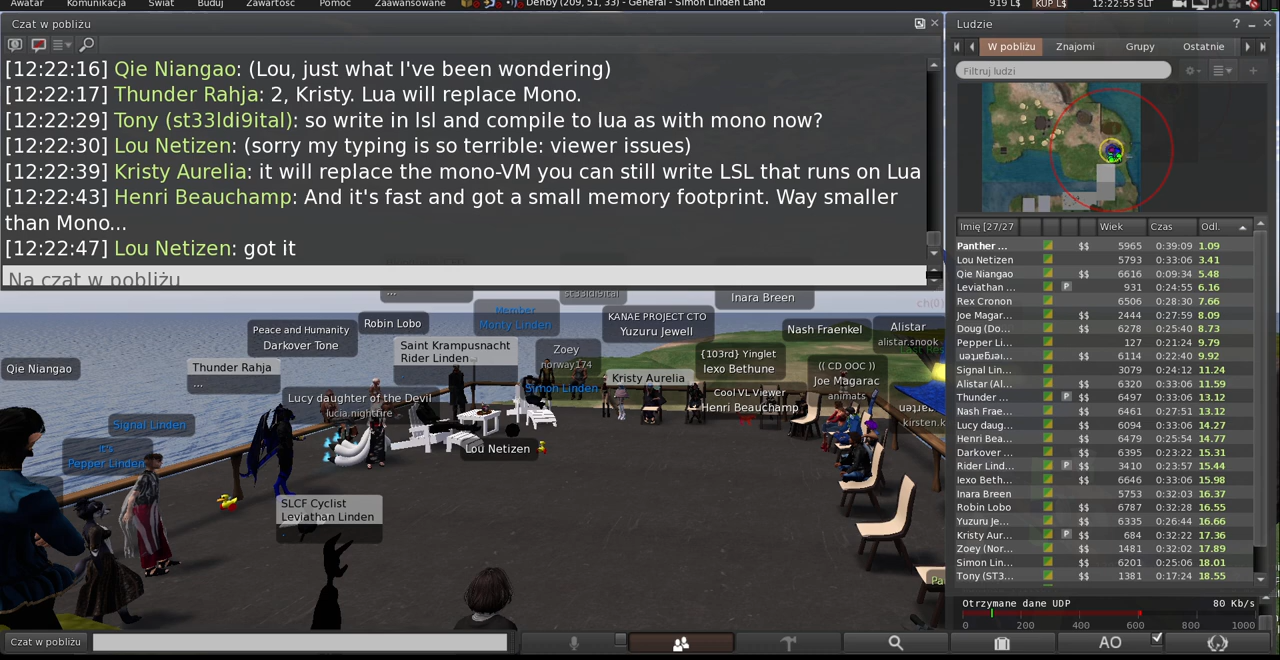 Awatar Komunikacja Świat Buduj Zawartość Pomoc Zaawansowane Denby (209, 51, 33) - General - Simon Linden Land 919 L$ KUP L$ 12:22:55 SLT
Czat w pobliżu
[12:22:16] Qie Niangao: (Lou, just what I've been wondering)
[12:22:17] Thunder Rahja: 2, Kristy. Lua will replace Mono.
[12:22:29] Tony (st33ldi9ital): so write in lsl and compile to lua as with mono now?
[12:22:30] Lou Netizen: (sorry my typing is so terrible: viewer issues)
[12:22:39] Kristy Aurelia: it will replace the mono-VM you can still write LSL that runs on Lua
[12:22:43] Henri Beauchamp: And it's fast and got a small memory footprint. Way smaller
than Mono...
[12:22:47] Lou Netizen: got it
Na czat w pobliżu
...
st33ldi9ital
Inara Breen
ch(0)
Member
Monty Linden
KANAE PROJECT CTO
Yuzuru Jewell
Robin Lobo
Peace and Humanity
Darkover Tone
Nash Fraenkel
Alistar
alistar.snook
Saint Krampusnacht
Rider Linden
Zoey
norway174
{103rd} Yinglet
Iexo Bethune
Qie Niangao
Thunder Rahja
...
(( CD OOC ))
Joe Magarac
animats
Kristy Aurelia
Simon Linden
Lucy daughter of the Devil
lucia.nightfire
Cool VL Viewer
Henri Beauchamp
kirsten.k
Signal Linden
It's
Pepper Linden
Lou Netizen
SLCF Cyclist
Leviathan Linden
Pa
Czat w pobliżu
Ludzie
? _ ×
W pobliżu Znajomi Grupy Ostatnie
Filtruj ludzi
Imię [27/27 Wiek Czas Odl.
Panther ... $$ 5965 0:39:09 1.09
Lou Netizen 5793 0:33:06 3.41
Qie Niangao $$ 6616 0:09:34 5.48
Leviathan ... P 931 0:24:55 6.16
Rex Cronon 6506 0:28:30 7.66
Joe Magar... $$ 2444 0:27:59 8.09
Doug (Do... $$ 6278 0:25:40 8.73
Pepper Li... 127 0:21:24 9.79
$$ 6114 0:22:40 9.92
Signal Lin... 3079 0:24:12 11.24
Alistar (Al... $$ 6320 0:33:06 11.59
Thunder ... P $$ 6497 0:33:06 13.12
Nash Frae... $$ 6461 0:27:51 13.12
Lucy daug... $$ 6094 0:33:06 14.27
Henri Bea... $$ 6479 0:25:54 14.77
Darkover ... $$ 6395 0:23:22 15.31
Rider Lind... P $$ 3410 0:23:57 15.44
Iexo Beth... $$ 6646 0:33:06 15.98
Inara Breen 5753 0:32:03 16.37
Robin Lobo $$ 6787 0:32:28 16.55
Yuzuru Je... $$ 6335 0:26:44 16.66
Kristy Aur... P $$ 684 0:32:22 17.36
Zoey (Nor... $$ 1481 0:32:02 17.89
Simon Lin... $$ 6201 0:25:06 18.01
Tony (ST3... $$ 1381 0:17:24 18.55
Otrzymane dane UDP 80 Kb/s
0 200 400 600 800 1000
AO